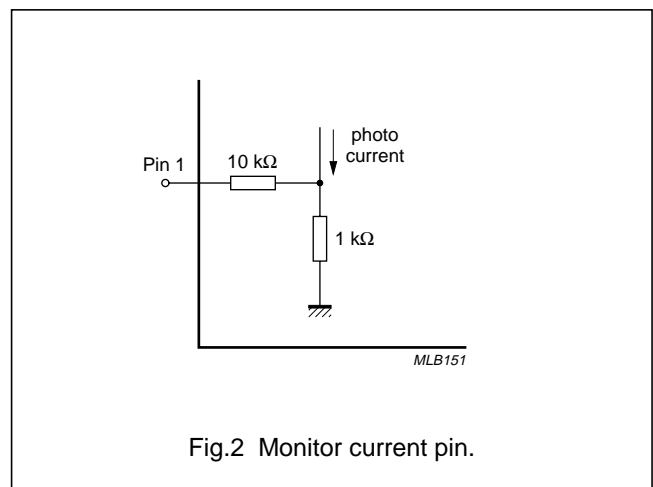 photo
current
Pin 1
10 kΩ
1 kΩ
MLB151
Fig.2 Monitor current pin.